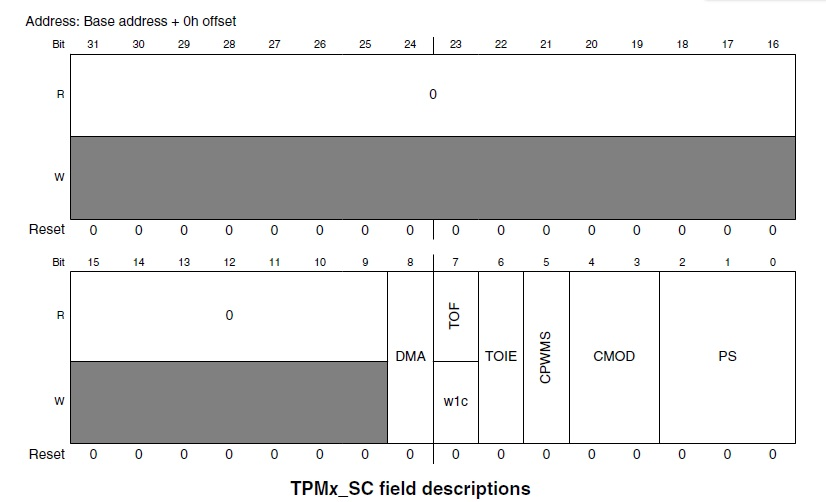 Address: Base address + 0h offset
Bit 31 30 29 28 27 26 25 24 23 22 21 20 19 18 17 16
R 0
W
Reset 0 0 0 0 0 0 0 0 0 0 0 0 0 0 0 0
Bit 15 14 13 12 11 10 9 8 7 6 5 4 3 2 1 0
R 0 TOF
DMA TOIE CPWMS CMOD PS
W w1c
Reset 0 0 0 0 0 0 0 0 0 0 0 0 0 0 0 0
TPMx_SC field descriptions